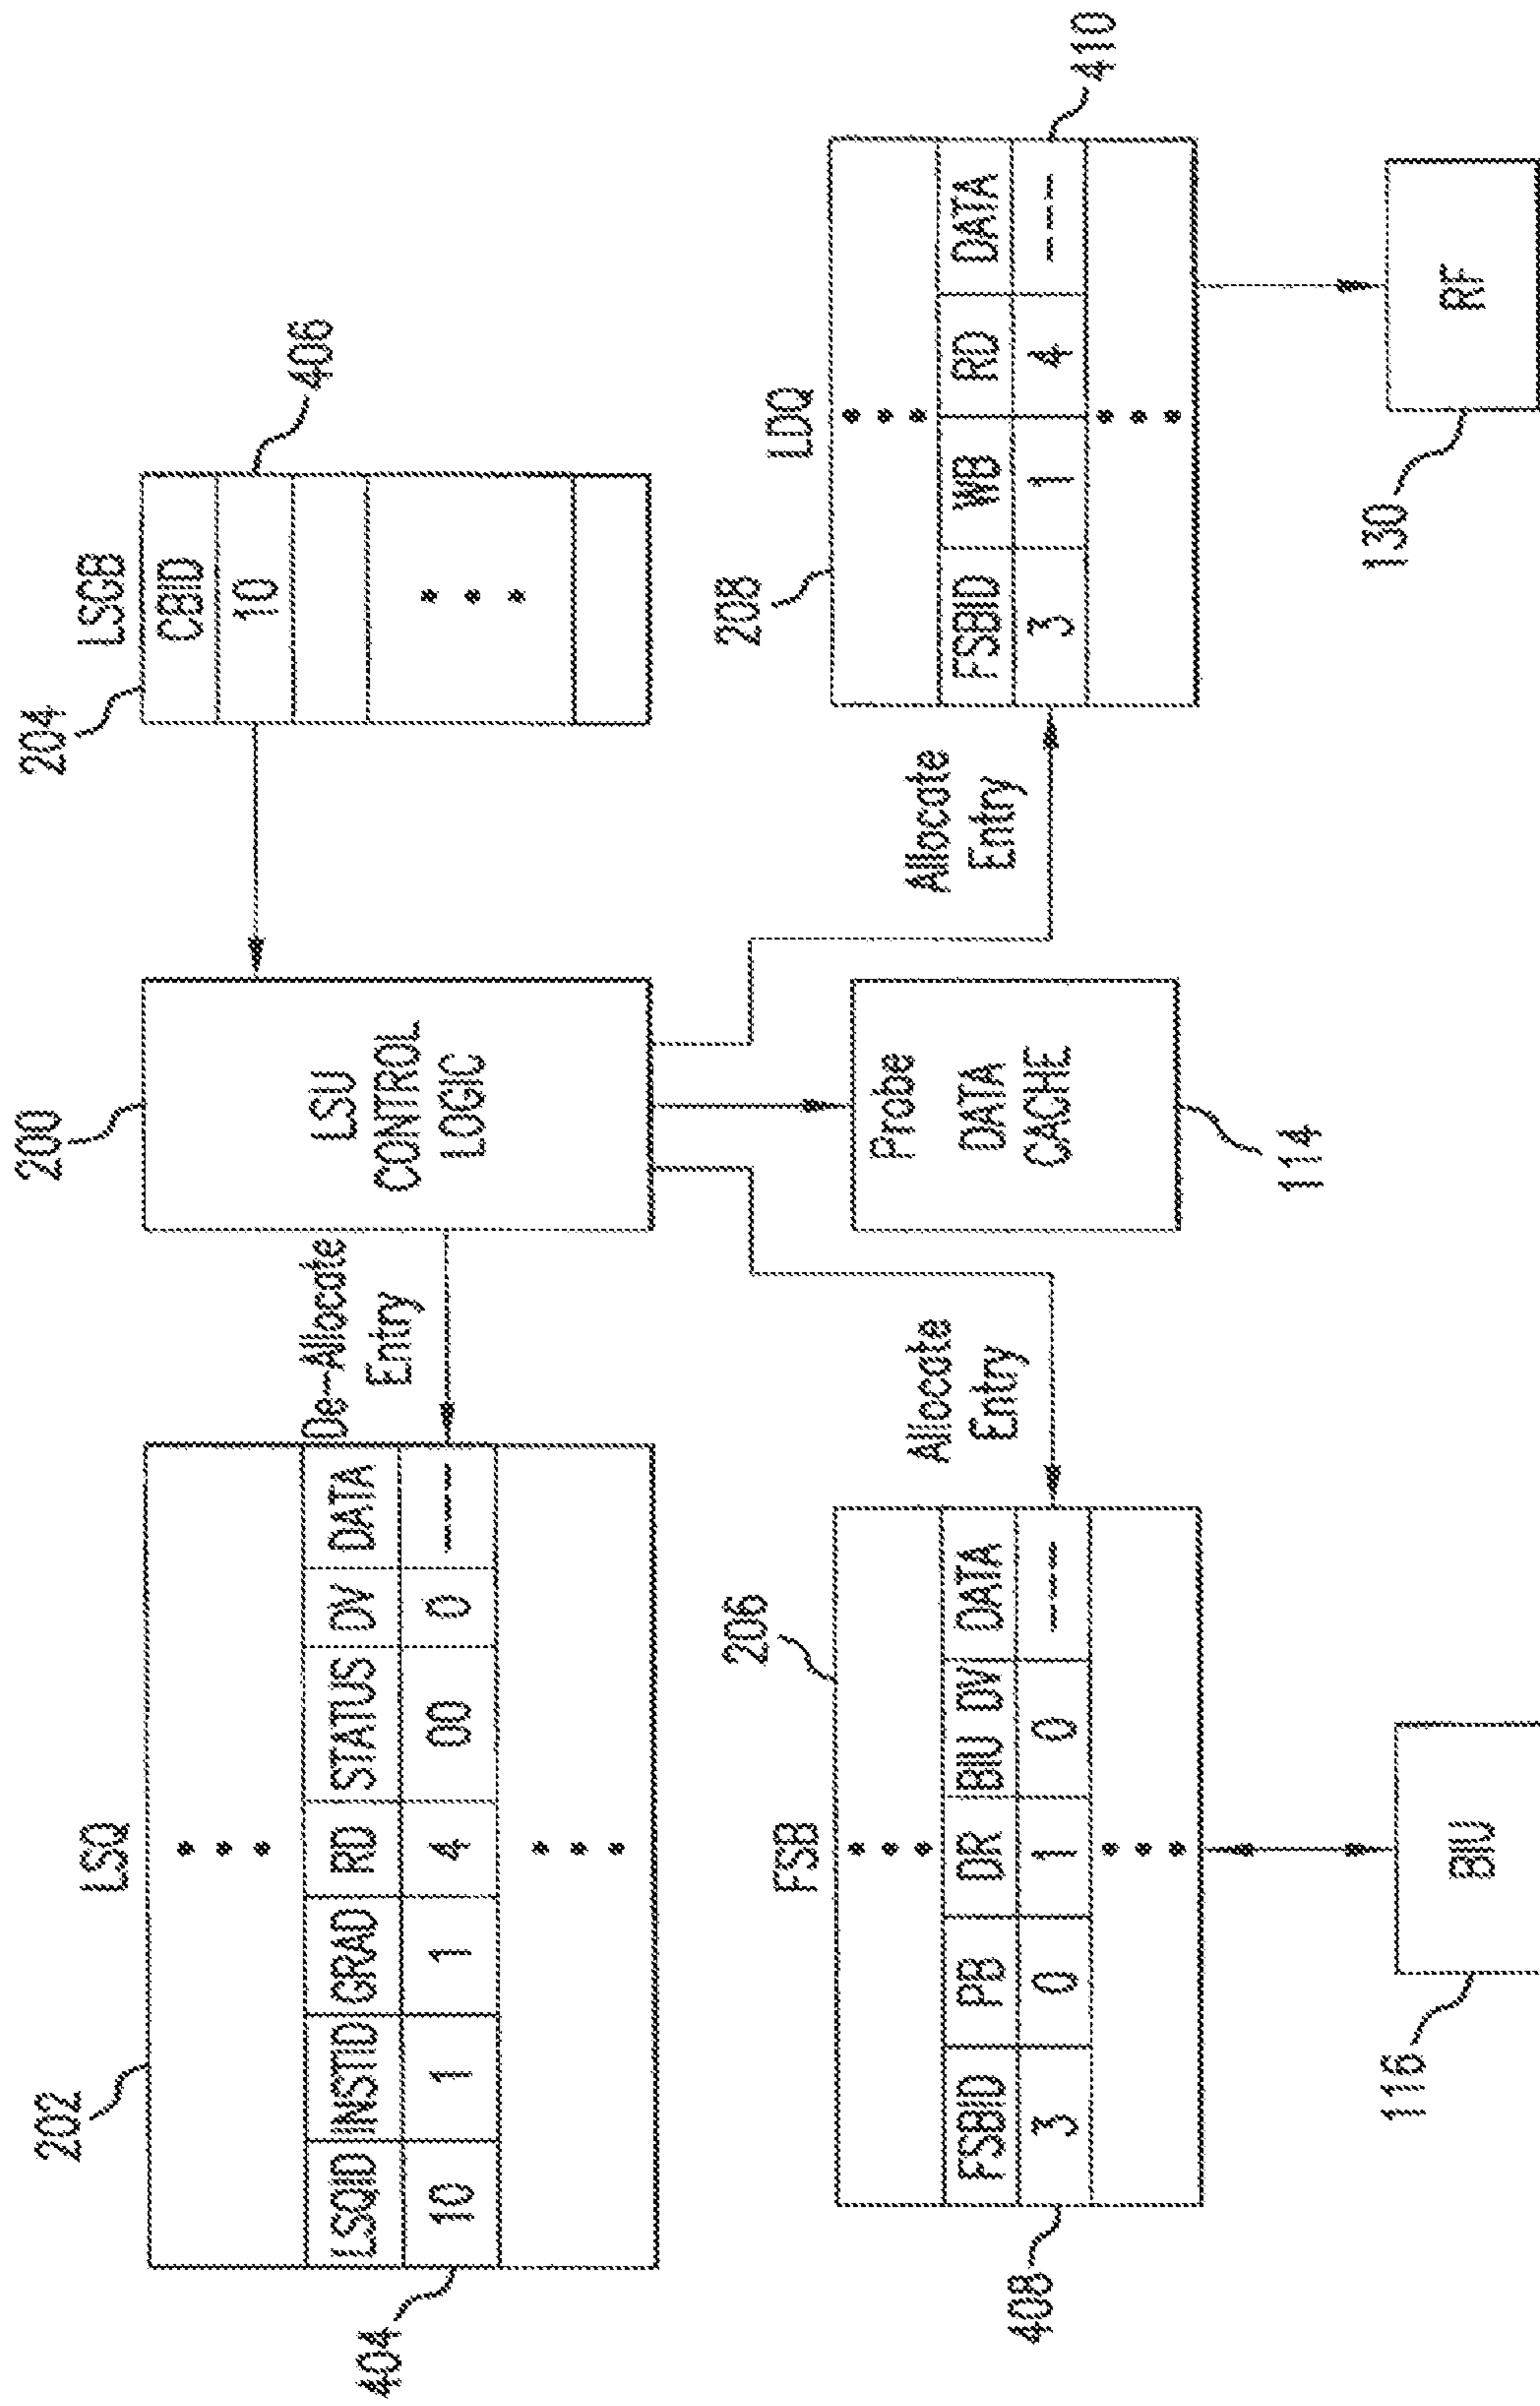 LSQ
202
LSQID INSTID GRAD RD STATUS DV DATA
10 1 1 4 00 0 ----
404
De-Allocate
Entry
200
LSU
CONTROL
LOGIC
LSGB
204
CBID
10
406
FSB
206
FSBID PB DR BIU DV DATA
3 0 1 0 ----
408
Allocate
Entry
Probe
DATA
CACHE
114
Allocate
Entry
LDQ
208
FSBID WB RD DATA
3 1 4 ----
410
BIU
116
RF
130